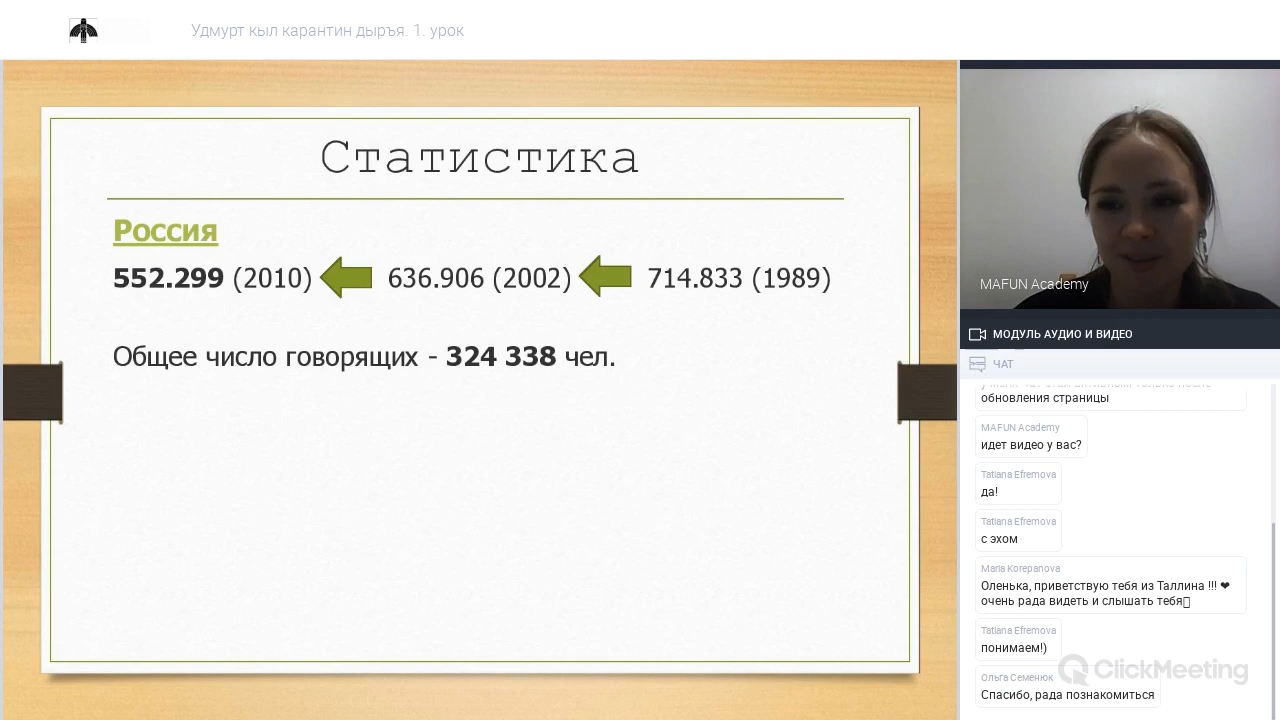 Удмурт кыл карантин дыръя. 1. урок
Статистика
Россия
552.299 (2010) 636.906 (2002) 714.833 (1989)
Общее число говорящих - 324 338 чел.
MAFUN Academy
МОДУЛЬ АУДИО И ВИДЕО
ЧАТ
обновления страницы
MAFUN Academy
идет видео у вас?
Tatiana Efremova
да!
Tatiana Efremova
с эхом
Maria Korepanova
Оленька, приветствую тебя из Таллина !!! ❤
очень рада видеть и слышать тебя
Tatiana Efremova
понимаем!)
ClickMeeting
Ольга Семенюк
Спасибо, рада познакомиться